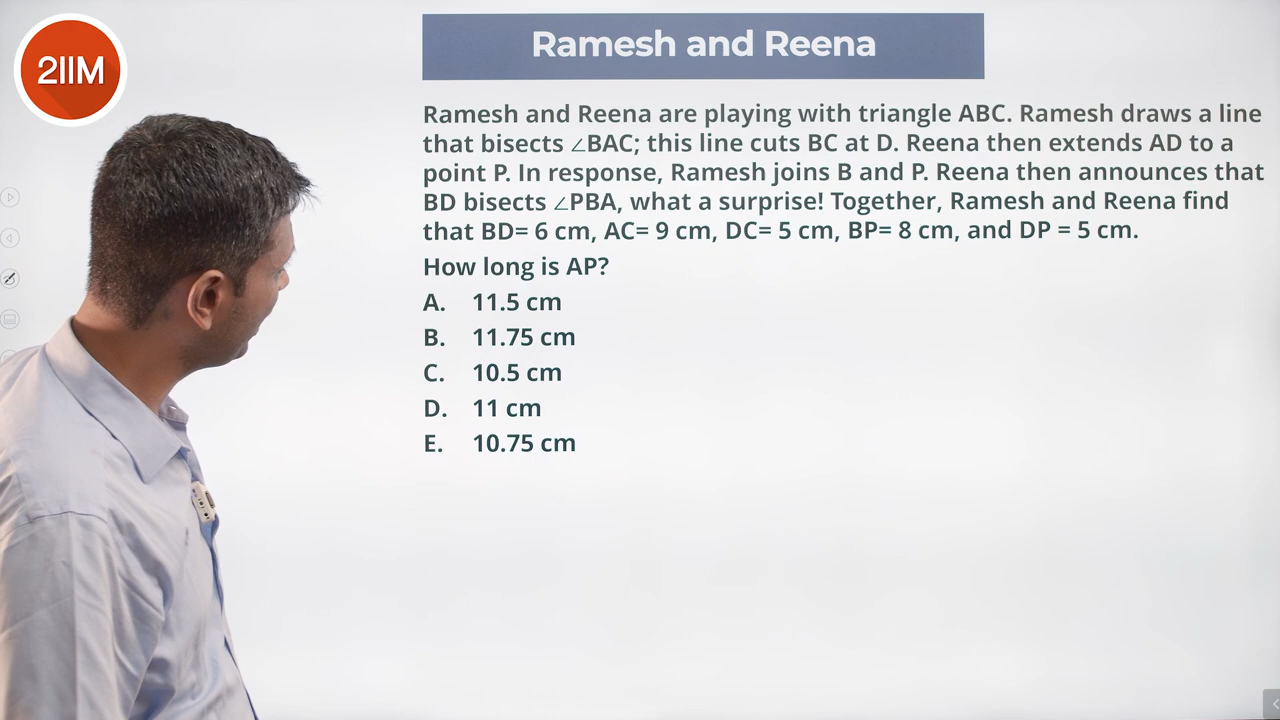 2IIM
Ramesh and Reena
Ramesh and Reena are playing with triangle ABC. Ramesh draws a line
that bisects ∠BAC; this line cuts BC at D. Reena then extends AD to a
point P. In response, Ramesh joins B and P. Reena then announces that
BD bisects ∠PBA, what a surprise! Together, Ramesh and Reena find
that BD= 6 cm, AC= 9 cm, DC= 5 cm, BP= 8 cm, and DP = 5 cm.
How long is AP?
A. 11.5 cm
B. 11.75 cm
C. 10.5 cm
D. 11 cm
E. 10.75 cm